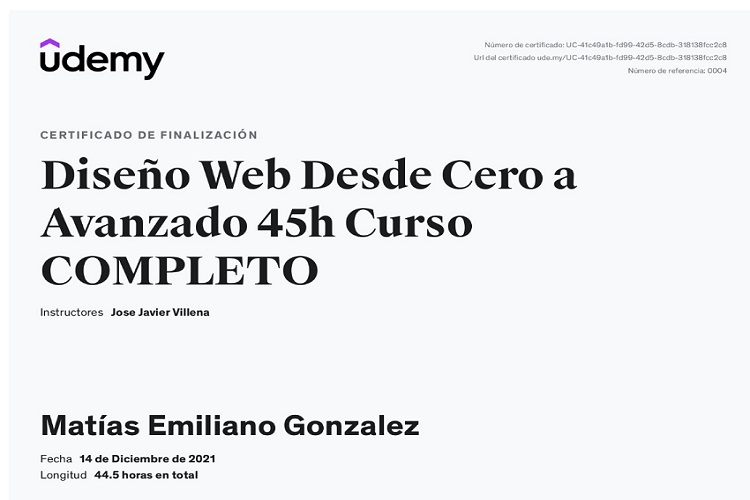 udemy
Número de certificado: UC-41c49a1b-fd99-42d5-8cdb-318138fcc2c8
Url del certificado ude.my/UC-41c49a1b-fd99-42d5-8cdb-318138fcc2c8
Número de referencia: 0004
CERTIFICADO DE FINALIZACIÓN
Diseño Web Desde Cero a
Avanzado 45h Curso
COMPLETO
Instructores Jose Javier Villena
Matías Emiliano Gonzalez
Fecha 14 de Diciembre de 2021
Longitud 44.5 horas en total